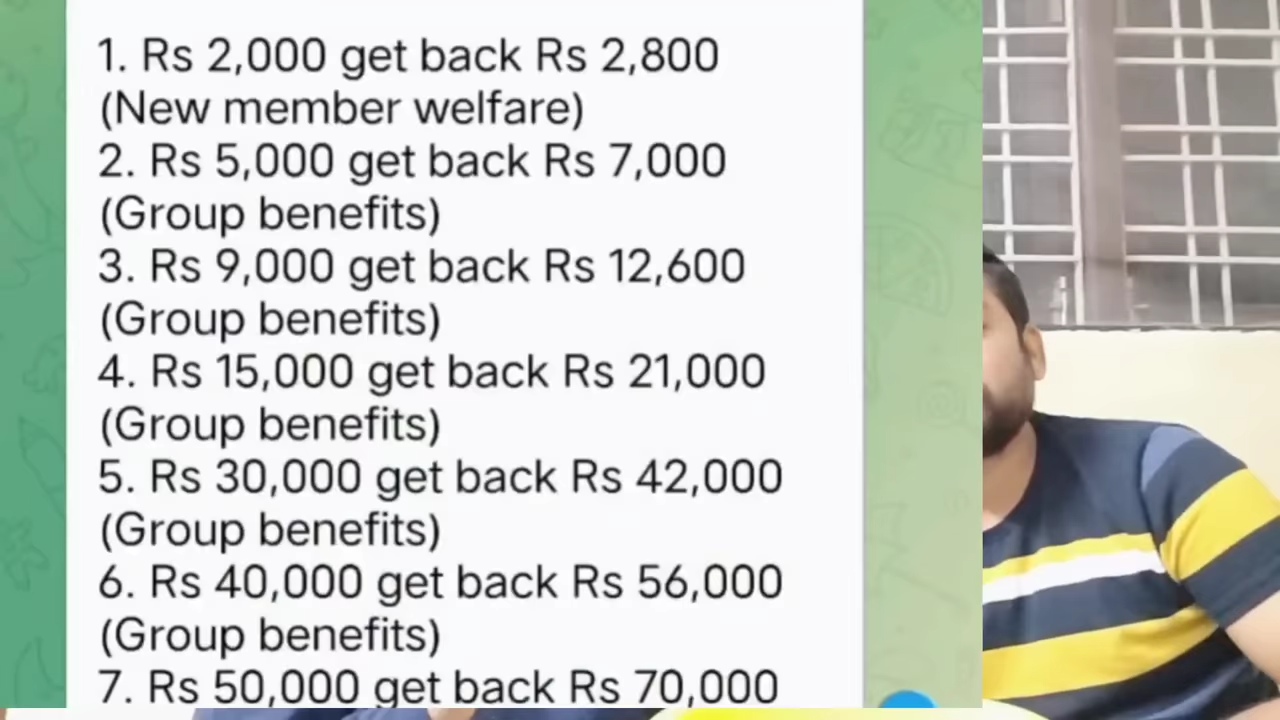 1. Rs 2,000 get back Rs 2,800
(New member welfare)
2. Rs 5,000 get back Rs 7,000
(Group benefits)
3. Rs 9,000 get back Rs 12,600
(Group benefits)
4. Rs 15,000 get back Rs 21,000
(Group benefits)
5. Rs 30,000 get back Rs 42,000
(Group benefits)
6. Rs 40,000 get back Rs 56,000
(Group benefits)
7. Rs 50,000 get back Rs 70,000